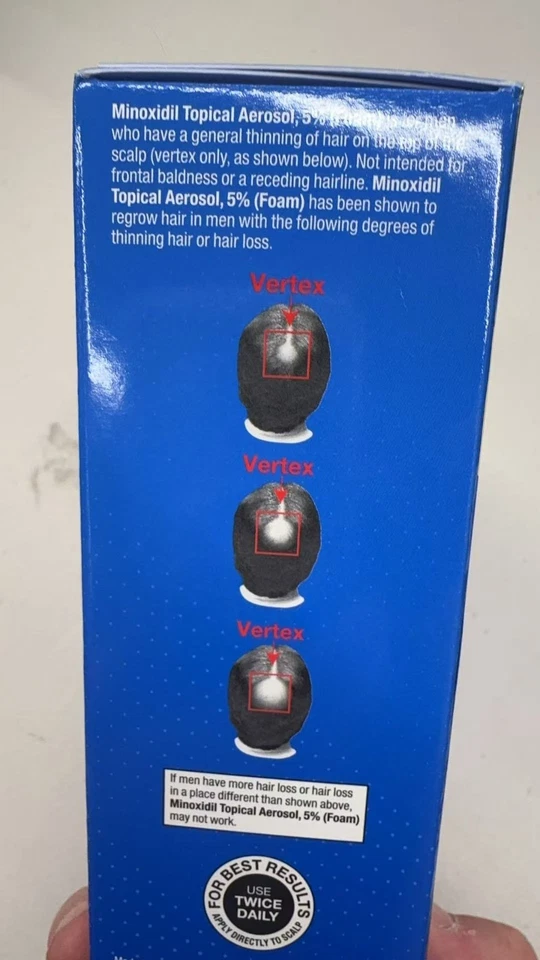 Minoxidil Topical Aerosol, 5% (Foam) is for men
who have a general thinning of hair on the top of the
scalp (vertex only, as shown below). Not intended for
frontal baldness or a receding hairline. Minoxidil
Topical Aerosol, 5% (Foam) has been shown to
regrow hair in men with the following degrees of
thinning hair or hair loss.
Vertex
Vertex
Vertex
If men have more hair loss or hair loss
in a place different than shown above,
Minoxidil Topical Aerosol, 5% (Foam)
may not work.
FOR BEST RESULTS
USE
TWICE
DAILY
APPLY DIRECTLY TO SCALP